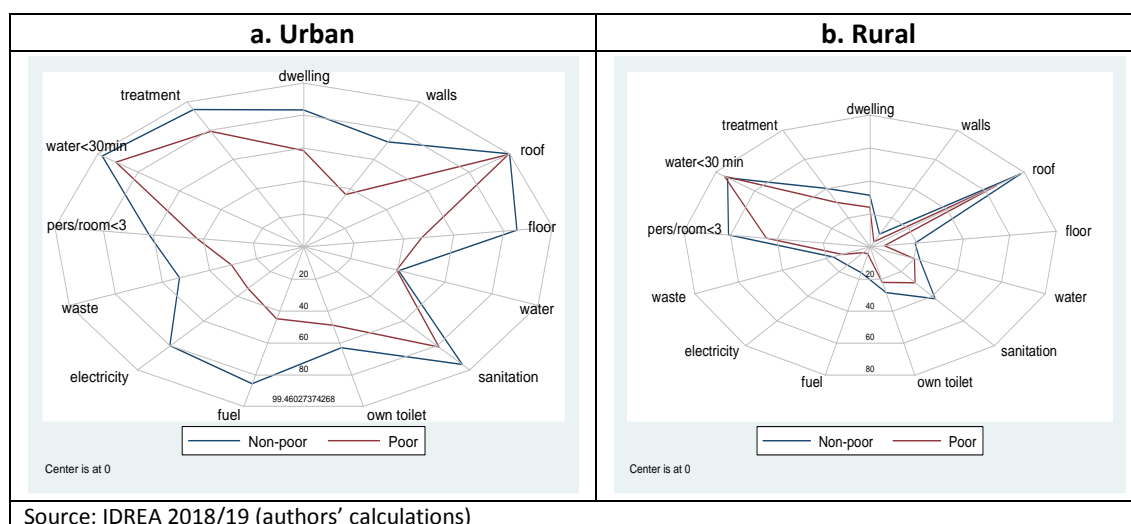 a. Urban
b. Rural
dwelling
walls
roof
floor
water
sanitation
own toilet
fuel
electricity
waste
pers/room<3
water<30min
treatment
20
40
60
80
99.46027374268
Non-poor
Poor
Center is at 0
dwelling
walls
roof
floor
water
sanitation
own toilet
fuel
electricity
waste
pers/room<3
water<30 min
treatment
20
40
60
80
Non-poor
Poor
Center is at 0
Source: IDREA 2018/19 (authors' calculations)